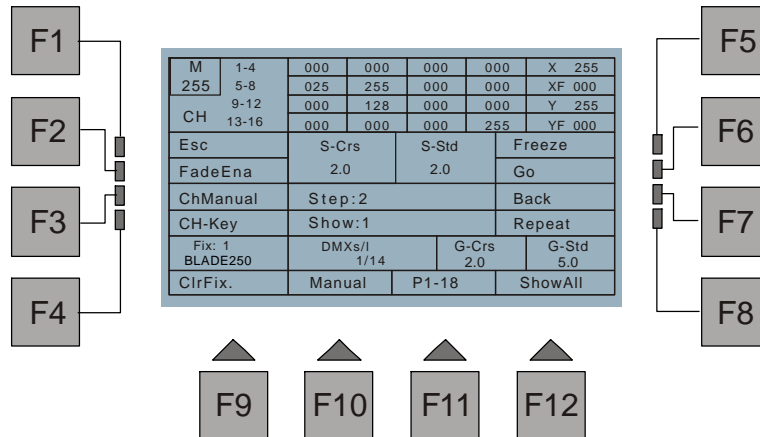 F1
F5
M 1-4 000 000 000 000 X 255
255 5-8 025 255 000 000 XF 000
9-12 000 128 000 000 Y 255
CH 13-16 000 000 000 255 YF 000
F2
F6
Esc S-Crs S-Std Freeze
FadeEna 2.0 2.0 Go
ChManual Step:2 Back
F3
F7
CH-Key Show:1 Repeat
Fix: 1 DMXs/I G-Crs G-Std
BLADE250 1/14 2.0 5.0
ClrFix. Manual P1-18 ShowAll
F4
F8
F9 F10 F11 F12